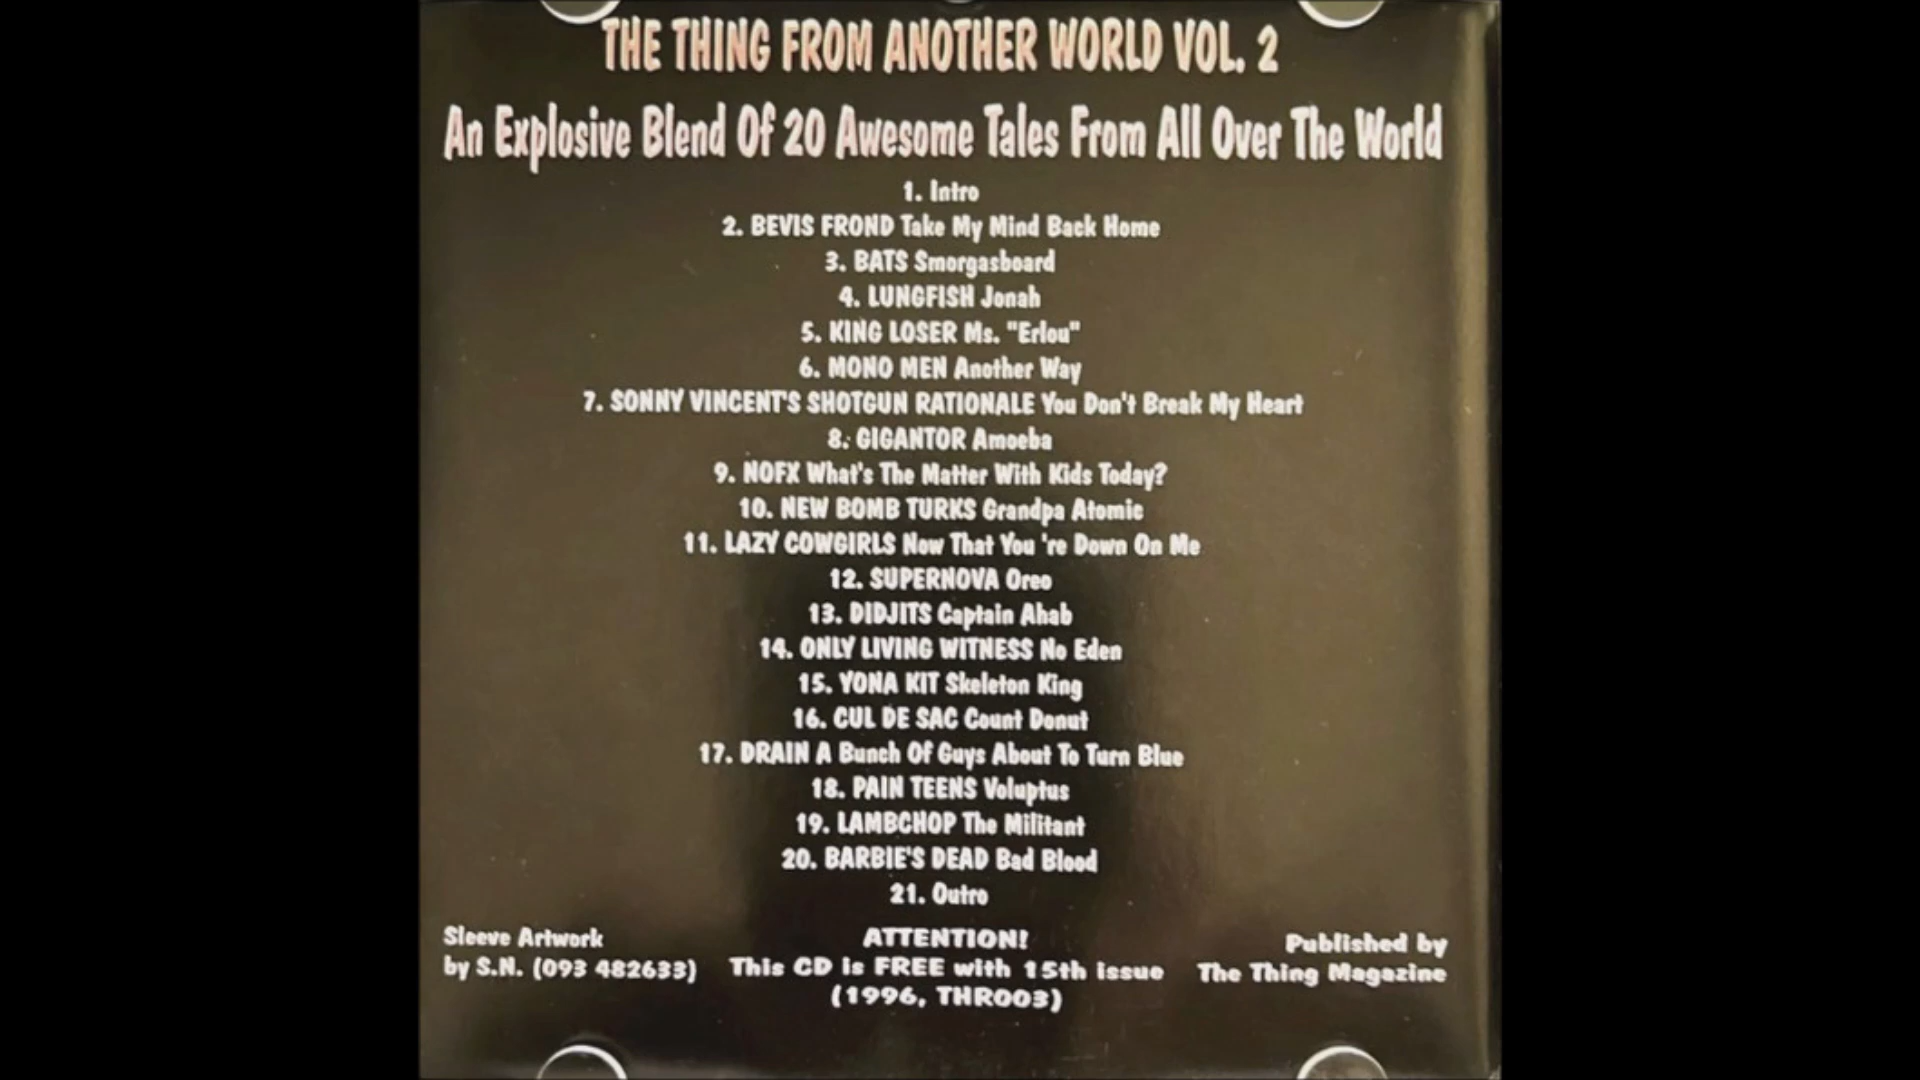 THE THING FROM ANOTHER WORLD VOL. 2
An Explosive Blend Of 20 Awesome Tales From All Over The World
1. Intro
2. BEVIS FROND Take My Mind Back Home
3. BATS Smorgasboard
4. LUNGFISH Jonah
5. KING LOSER Ms. "Erlou"
6. MONO MEN Another Way
7. SONNY VINCENT'S SHOTGUN RATIONALE You Don't Break My Heart
8. GIGANTOR Amoeba
9. NOFX What's The Matter With Kids Today?
10. NEW BOMB TURKS Grandpa Atomic
11. LAZY COWGIRLS Now That You 're Down On Me
12. SUPERNOVA Oreo
13. DIDJITS Captain Ahab
14. ONLY LIVING WITNESS No Eden
15. YONA KIT Skeleton King
16. CUL DE SAC Count Donut
17. DRAIN A Bunch Of Guys About To Turn Blue
18. PAIN TEENS Voluptus
19. LAMBCHOP The Militant
20. BARBIE'S DEAD Bad Blood
21. Outro
Sleeve Artwork
by S.N. (093 482633)
ATTENTION!
This CD is FREE with 15th issue
(1996, THR003)
Published by
The Thing Magazine